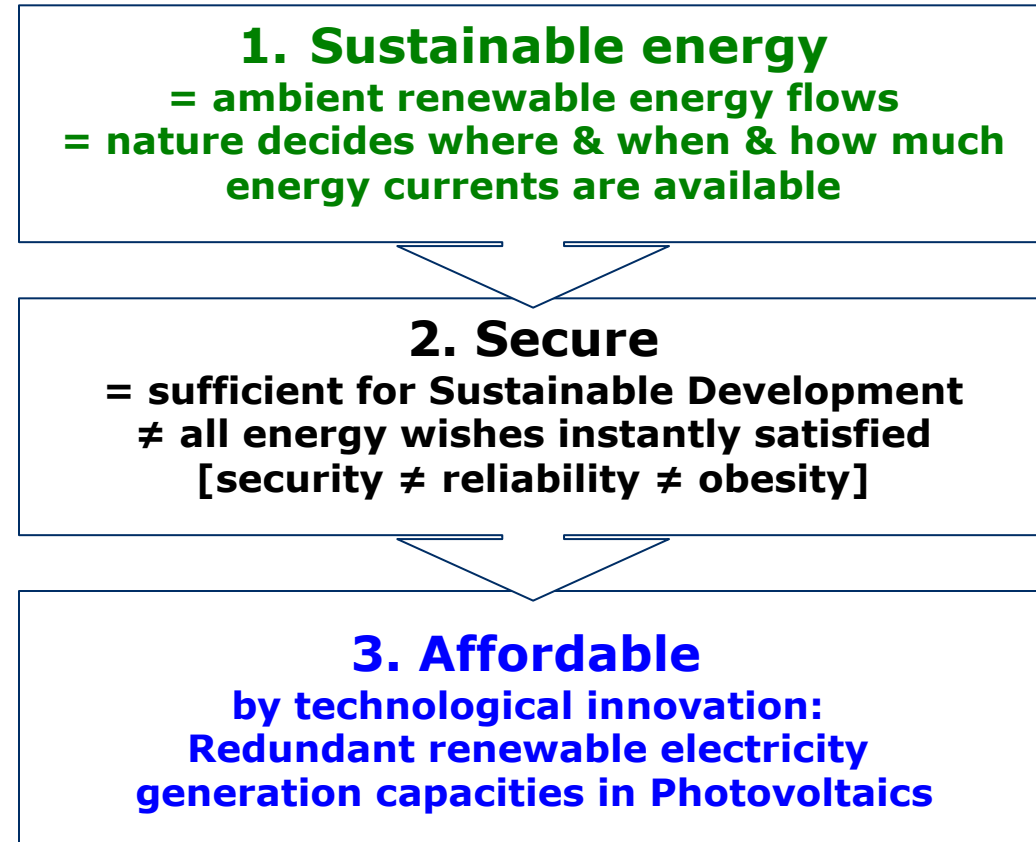 1. Sustainable energy
= ambient renewable energy flows
= nature decides where & when & how much
energy currents are available
2. Secure
= sufficient for Sustainable Development
≠ all energy wishes instantly satisfied
[security ≠ reliability ≠ obesity]
3. Affordable
by technological innovation:
Redundant renewable electricity
generation capacities in Photovoltaics